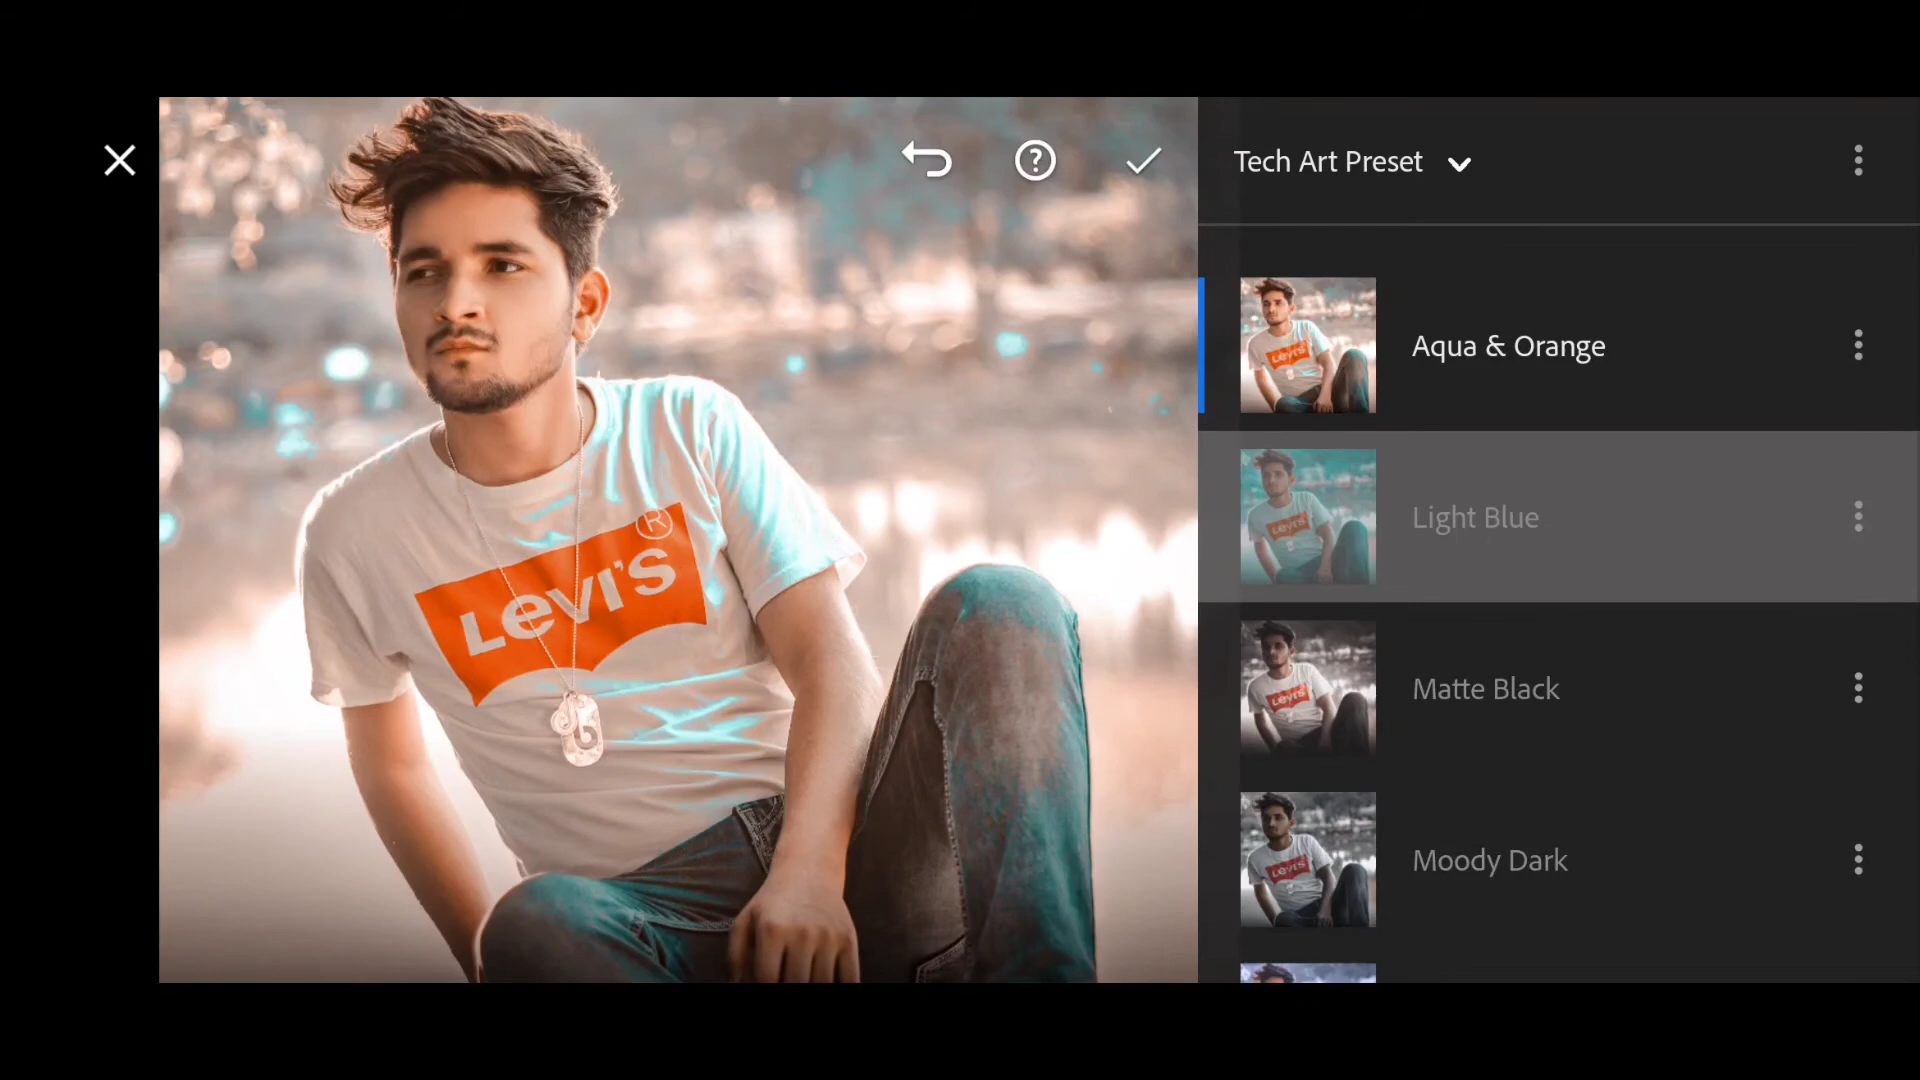 Tech Art Preset
Levi's®
Aqua & Orange
Light Blue
Matte Black
Moody Dark